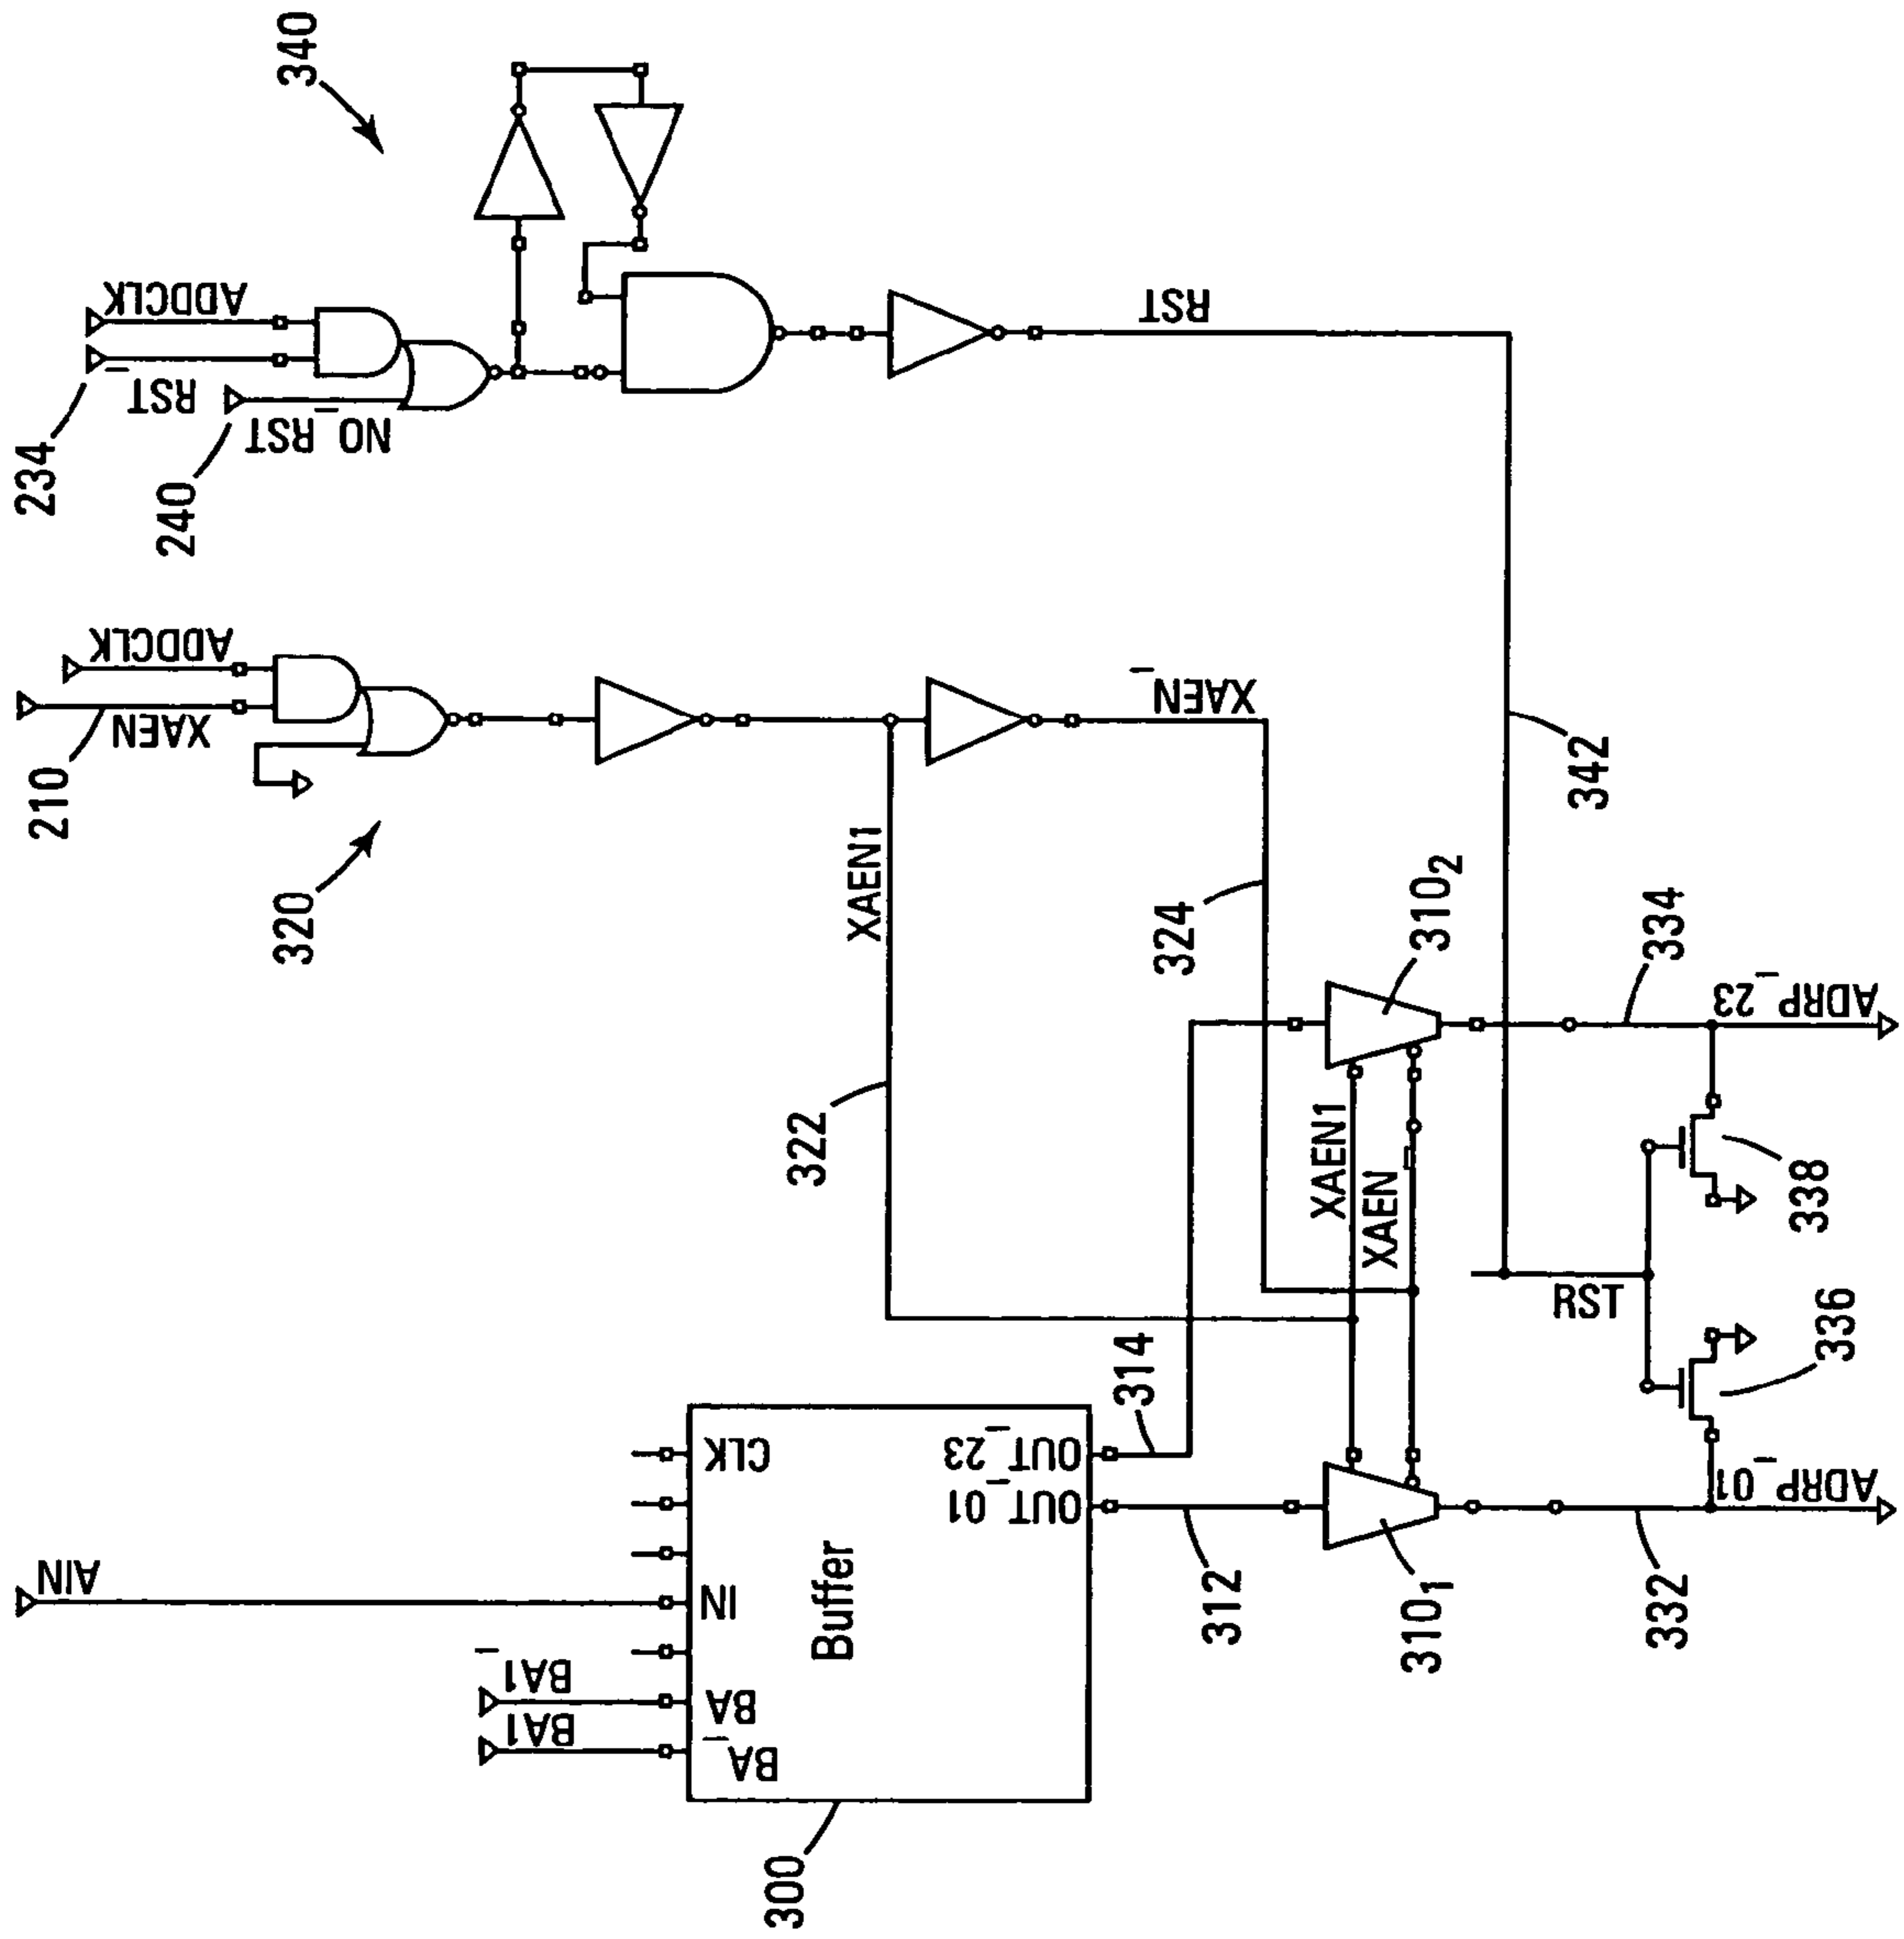 340
234
ADDCLK
RST_
240
NO_RST
RST
210
ADDCLK
XAEN
320
XAEN1
XAEN_
322
324
342
310₂
334
ADRP_23
XAEN1
XAEN_
338
RST
336
314
312
310₁
332
ADRP_01
AIN
BA1_
BA1
CLK
IN
BA
BA_
Buffer
OUT_23
OUT_01
300